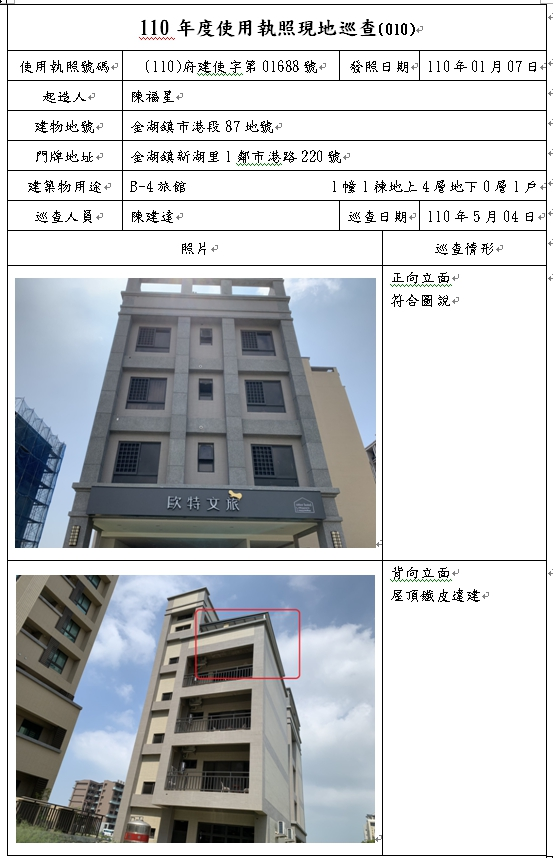 110 年度使用執照現地巡查(010)
使用執照號碼 (110)府建使字第 01688 號 發照日期 110 年 01 月 07 日
起造人 陳福星
建物地號 金湖鎮市港段 87 地號
門牌地址 金湖鎮新湖里 1 鄰市港路 220 號
建築物用途 B-4 旅館 1 幢 1 棟地上 4 層地下 0 層 1 戶
巡查人員 陳建達 巡查日期 110 年 5 月 04 日
照片 巡查情形
正向立面
符合圖說
欧特文旅
背向立面
屋頂鐵皮違建